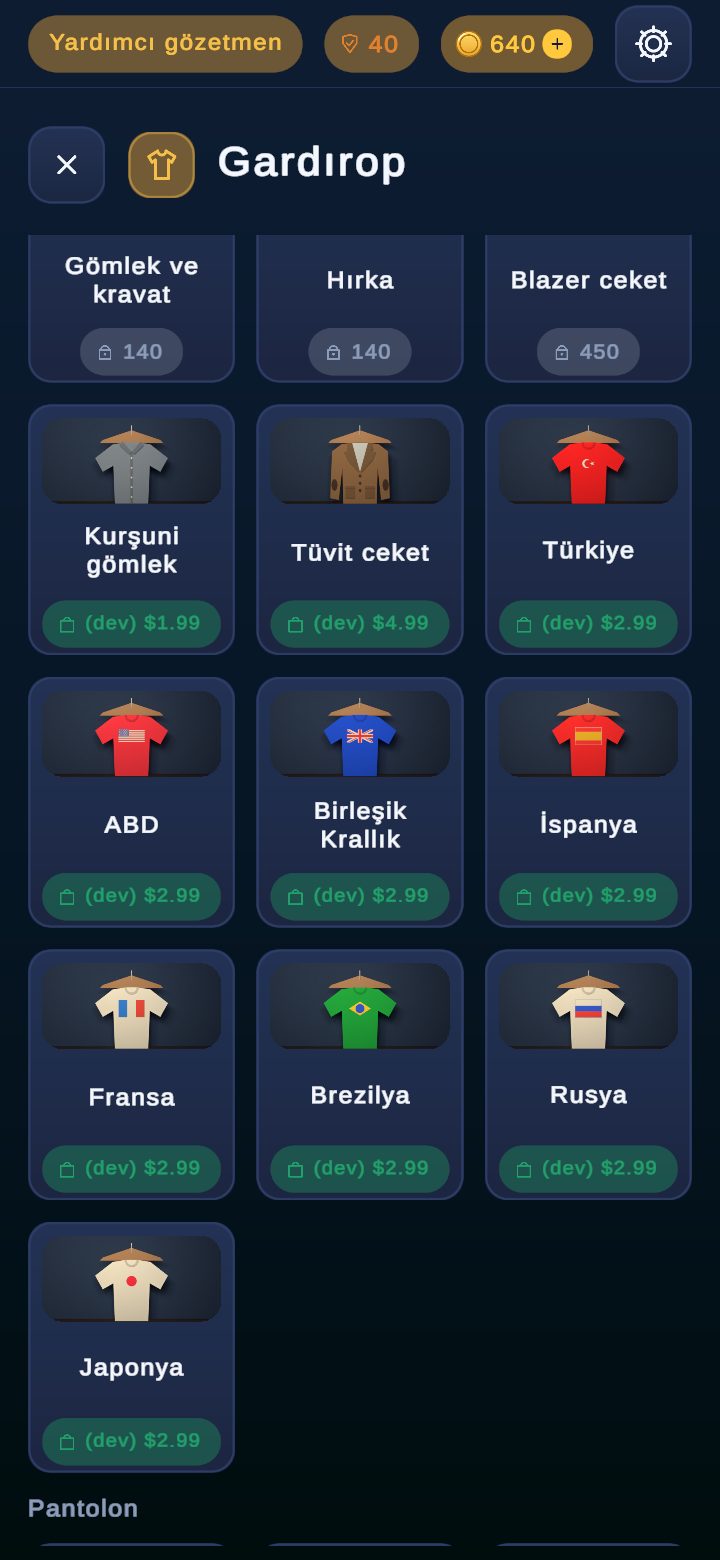 Yardımcı gözetmen
40
640
Gardırop
Gömlek ve
kravat
Hırka
Blazer ceket
140
140
450
Kurşuni
gömlek
Tüvit ceket
Türkiye
(dev) $1.99
(dev) $4.99
(dev) $2.99
ABD
Birleşik
Krallık
İspanya
(dev) $2.99
(dev) $2.99
(dev) $2.99
Fransa
Brezilya
Rusya
(dev) $2.99
(dev) $2.99
(dev) $2.99
Japonya
(dev) $2.99
Pantolon